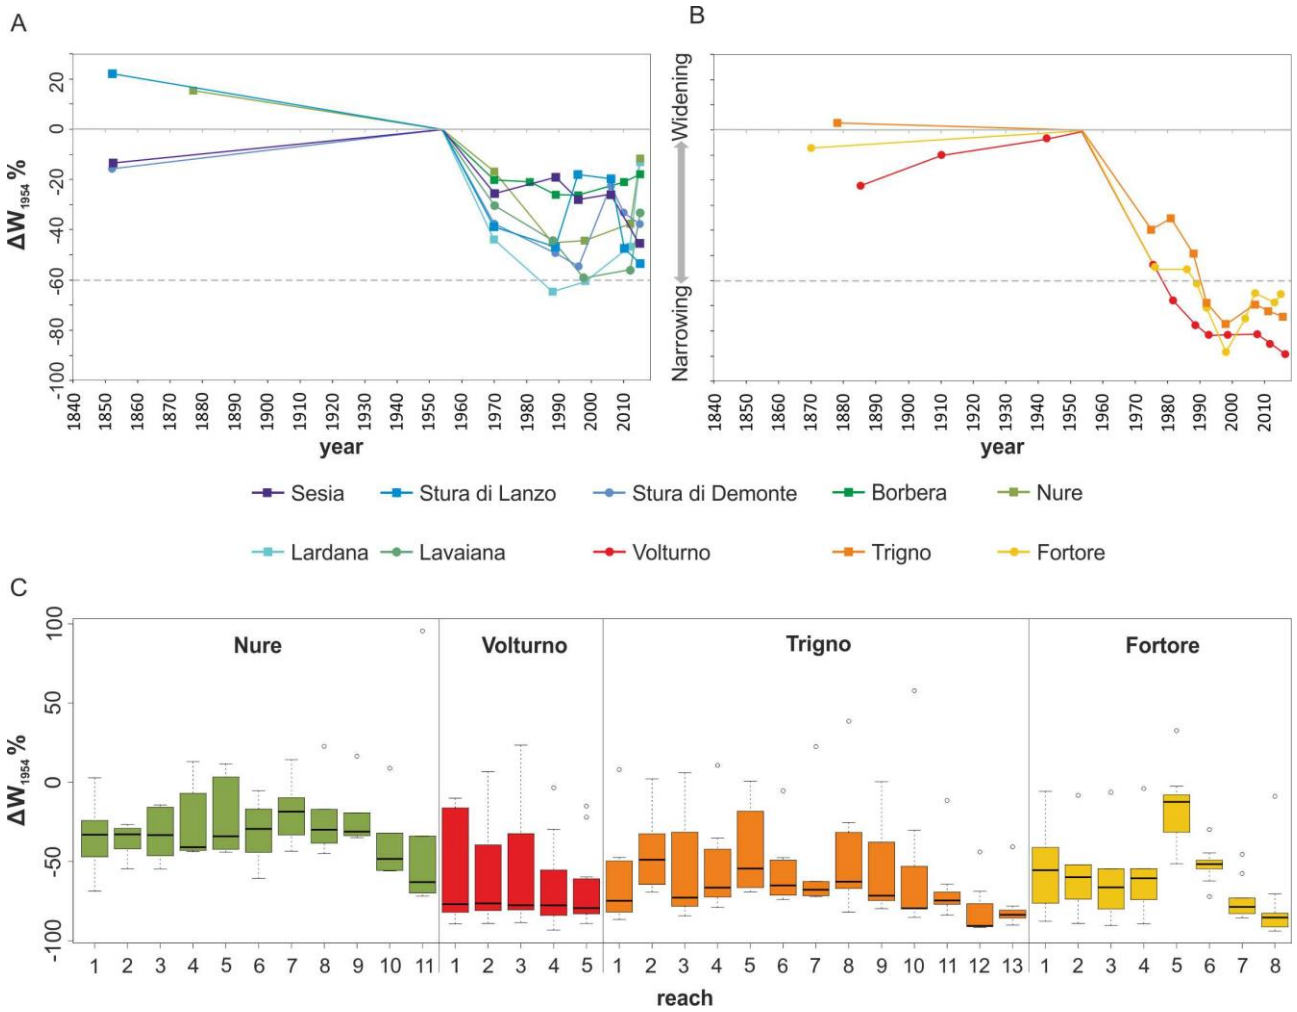 A
B
ΔW1954 %
20
0
-20
-40
-60
-80
-100
1840 1850 1860 1870 1880 1890 1900 1910 1920 1930 1940 1950 1960 1970 1980 1990 2000 2010
year
Widening
Narrowing
1840 1850 1860 1870 1880 1890 1900 1910 1920 1930 1940 1950 1960 1970 1980 1990 2000 2010
year
Sesia Stura di Lanzo Stura di Demonte Borbera Nure
Lardana Lavaiana Volturno Trigno Fortore
C
ΔW1954 %
100
50
0
-50
-100
Nure Volturno Trigno Fortore
1 2 3 4 5 6 7 8 9 10 11 1 2 3 4 5 1 2 3 4 5 6 7 8 9 10 11 12 13 1 2 3 4 5 6 7 8
reach